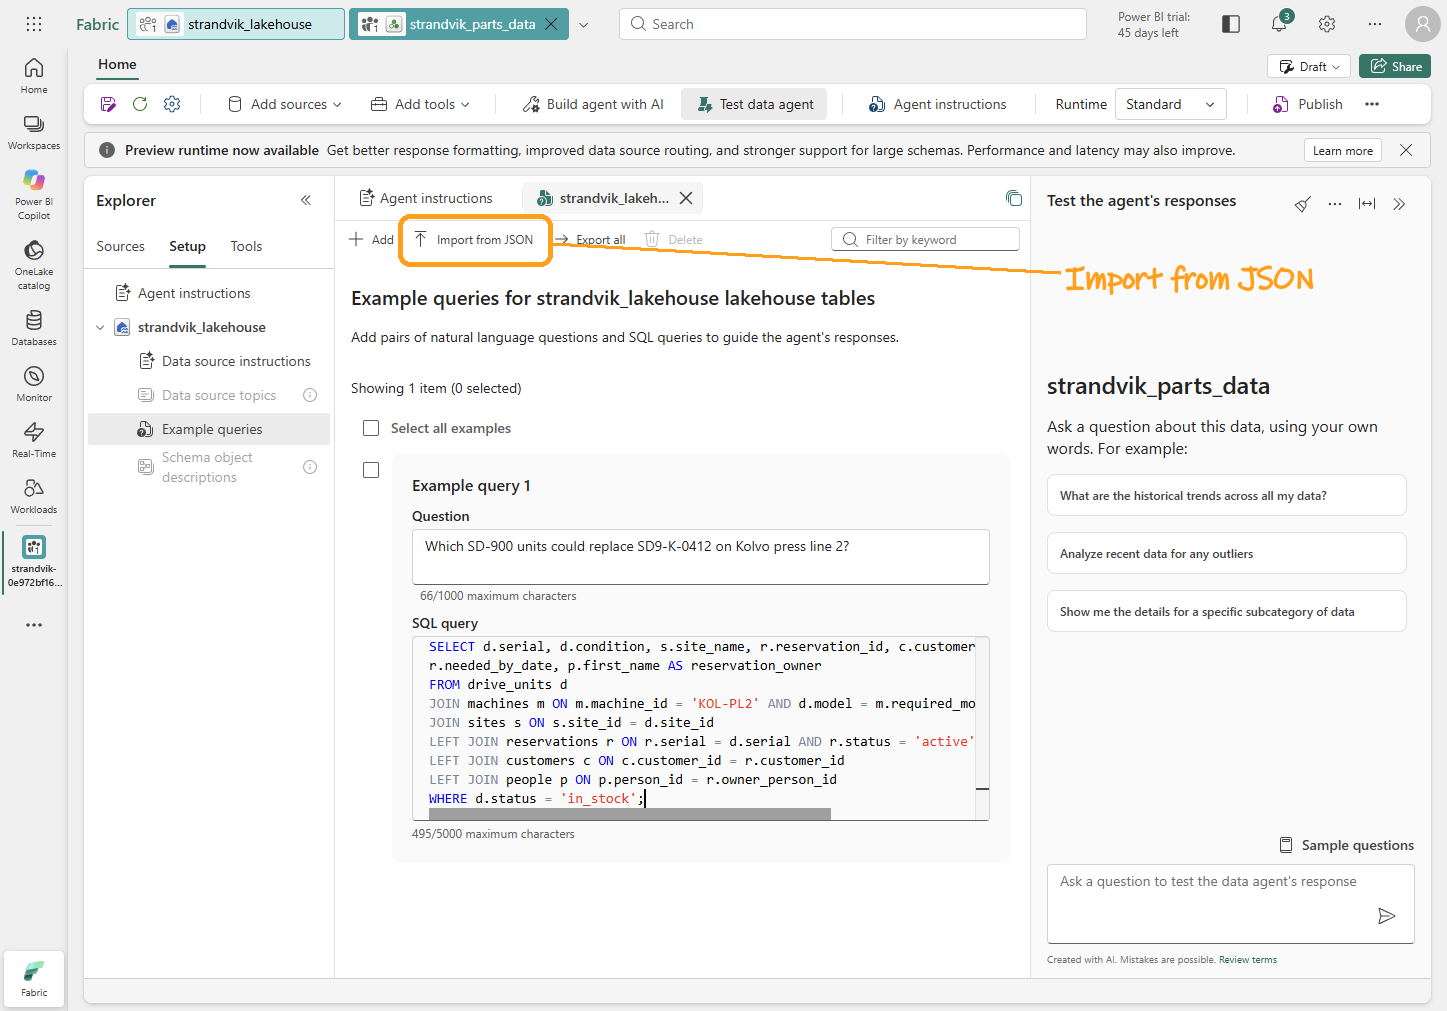 Fabric
strandvik_lakehouse
strandvik_parts_data
Search
Power BI trial:
45 days left
3
Home
Draft
Share
Add sources
Add tools
Build agent with AI
Test data agent
Agent instructions
Runtime
Standard
Publish
Preview runtime now available Get better response formatting, improved data source routing, and stronger support for large schemas. Performance and latency may also improve.
Learn more
Home
Workspaces
Power BI
Copilot
OneLake
catalog
Databases
Monitor
Real-Time
Workloads
strandvik-
0e972bf16...
Fabric
Explorer
Sources
Setup
Tools
Agent instructions
strandvik_lakehouse
Data source instructions
Data source topics
Example queries
Schema object
descriptions
Agent instructions
strandvik_lakeh...
Add
Import from JSON
Export all
Delete
Filter by keyword
Example queries for strandvik_lakehouse lakehouse tables
Add pairs of natural language questions and SQL queries to guide the agent's responses.
Showing 1 item (0 selected)
Select all examples
Example query 1
Question
Which SD-900 units could replace SD9-K-0412 on Kolvo press line 2?
66/1000 maximum characters
SQL query
SELECT d.serial, d.condition, s.site_name, r.reservation_id, c.customer
r.needed_by_date, p.first_name AS reservation_owner
FROM drive_units d
JOIN machines m ON m.machine_id = 'KOL-PL2' AND d.model = m.required_mo
JOIN sites s ON s.site_id = d.site_id
LEFT JOIN reservations r ON r.serial = d.serial AND r.status = 'active'
LEFT JOIN customers c ON c.customer_id = r.customer_id
LEFT JOIN people p ON p.person_id = r.owner_person_id
WHERE d.status = 'in_stock';
495/5000 maximum characters
Test the agent's responses
Import from JSON
strandvik_parts_data
Ask a question about this data, using your own
words. For example:
What are the historical trends across all my data?
Analyze recent data for any outliers
Show me the details for a specific subcategory of data
Sample questions
Ask a question to test the data agent's response
Created with AI. Mistakes are possible. Review terms